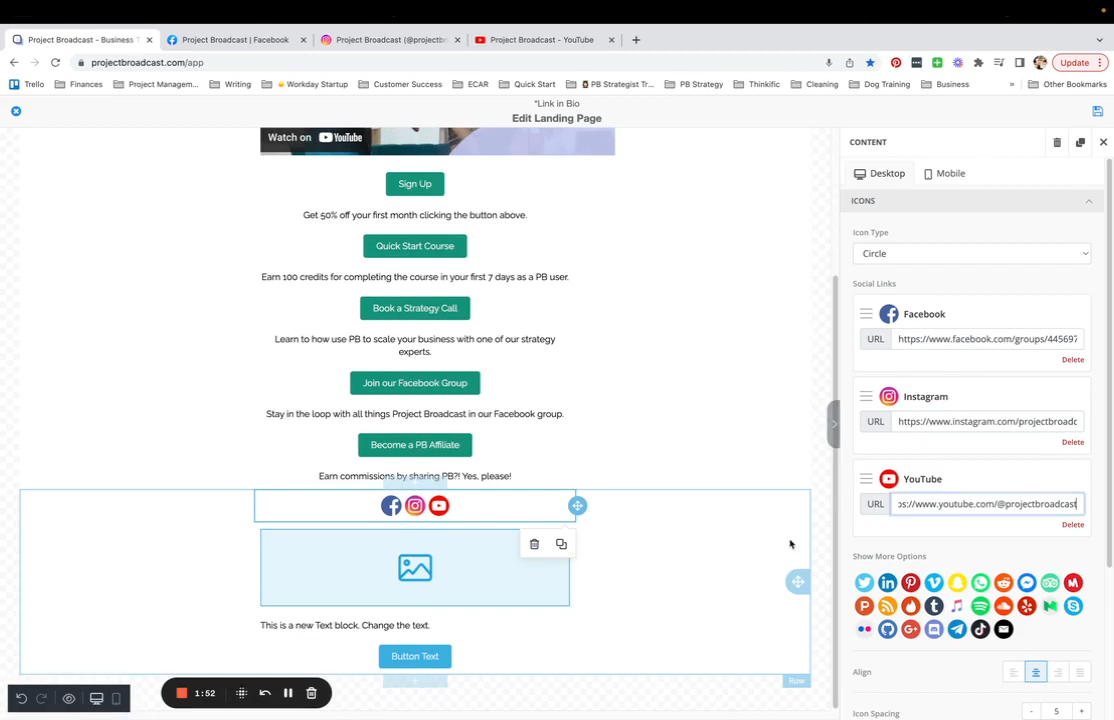 Project Broadcast - Business T
Project Broadcast | Facebook
Project Broadcast (@projectbr
Project Broadcast - YouTube
projectbroadcast.com/app
Update
Trello
Finances
Project Managem...
Writing
Workday Startup
Customer Success
ECAR
Quick Start
PB Strategist Tr...
PB Strategy
Thinkific
Cleaning
Dog Training
Business
»
Other Bookmarks
*Link in Bio
Edit Landing Page
Watch on YouTube
Sign Up
Get 50% off your first month clicking the button above.
Quick Start Course
Earn 100 credits for completing the course in your first 7 days as a PB user.
Book a Strategy Call
Learn to how use PB to scale your business with one of our strategy
experts.
Join our Facebook Group
Stay in the loop with all things Project Broadcast in our Facebook group.
Become a PB Affiliate
Earn commissions by sharing PB?! Yes, please!
This is a new Text block. Change the text.
Button Text
Row
1:52
CONTENT
Desktop
Mobile
ICONS
Icon Type
Circle
Social Links
Facebook
URL https://www.facebook.com/groups/445697
Delete
Instagram
URL https://www.instagram.com/projectbroadc
Delete
YouTube
URL os://www.youtube.com/@projectbroadcast
Delete
Show More Options
Align
Icon Spacing
- 5 +